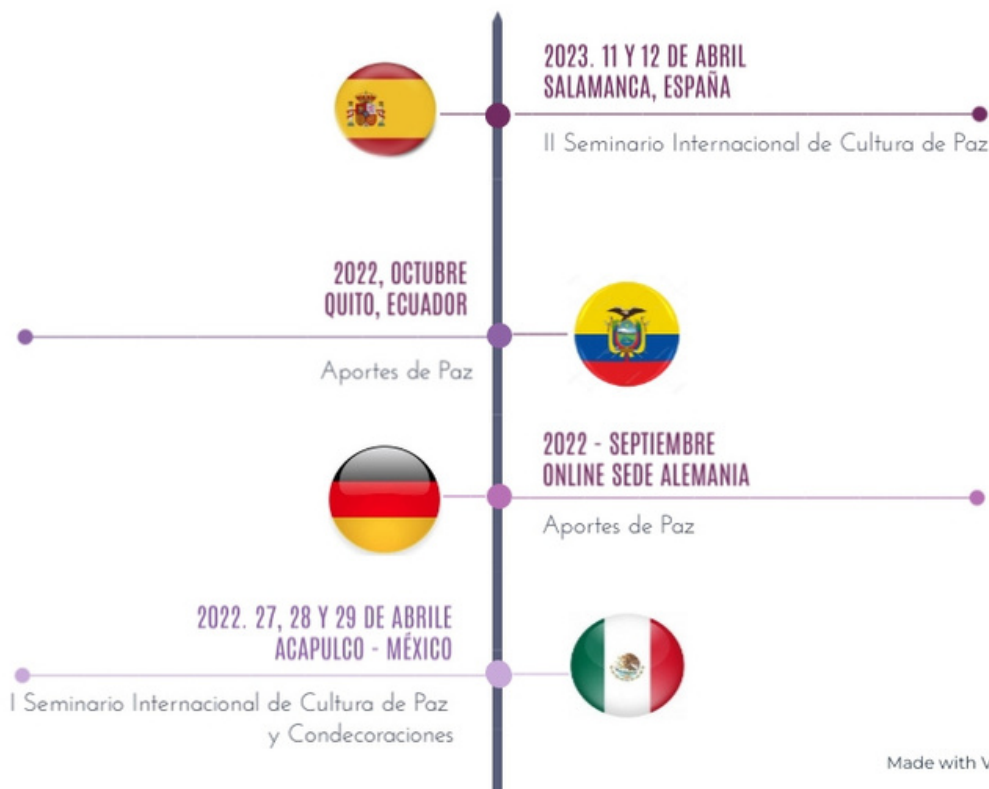 2023. 11 Y 12 DE ABRIL
SALAMANCA, ESPAÑA
II Seminario Internacional de Cultura de Paz
2022, OCTUBRE
QUITO, ECUADOR
Aportes de Paz
2022 - SEPTIEMBRE
ONLINE SEDE ALEMANIA
Aportes de Paz
2022. 27, 28 Y 29 DE ABRILE
ACAPULCO - MÉXICO
I Seminario Internacional de Cultura de Paz
y Condecoraciones
Made with V